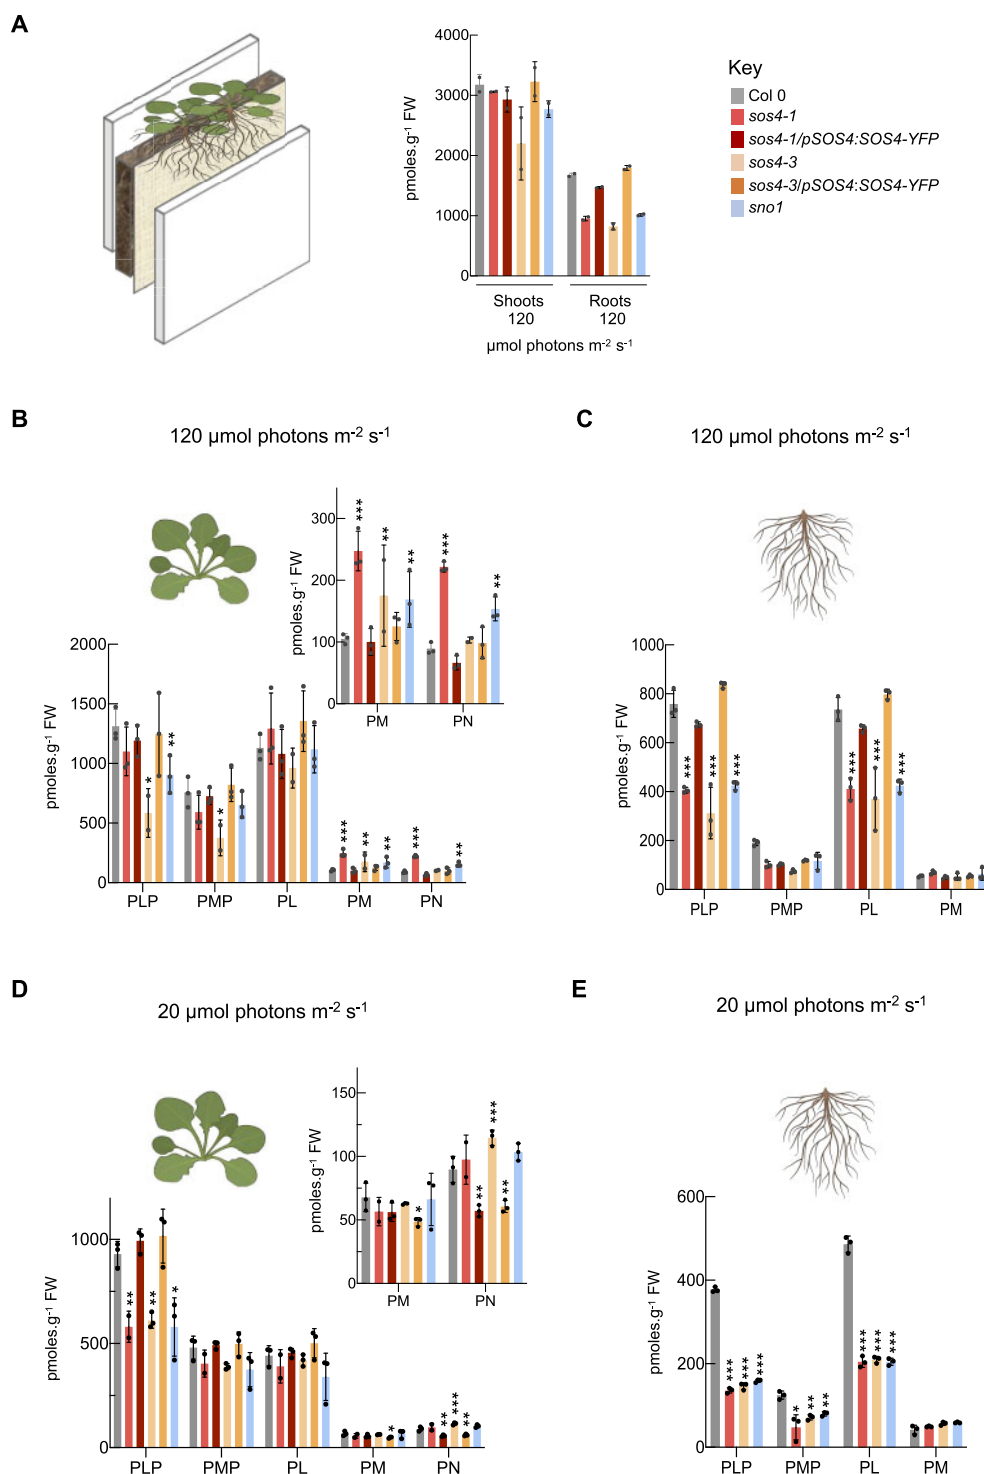 A
4000
3000
2000
1000
0
pmoles.g⁻¹ FW
Shoots
120
Roots
120
µmol photons m⁻² s⁻¹
Key
Col 0
sos4-1
sos4-1/pSOS4:SOS4-YFP
sos4-3
sos4-3/pSOS4:SOS4-YFP
sno1
B
120 µmol photons m⁻² s⁻¹
300
200
100
0
pmoles.g⁻¹ FW
***
**
**
***
**
PM
PN
2000
1500
1000
500
0
pmoles.g⁻¹ FW
*
**
*
***
**
**
***
**
PLP
PMP
PL
PM
PN
C
120 µmol photons m⁻² s⁻¹
1000
800
600
400
200
0
pmoles.g⁻¹ FW
***
***
***
***
***
***
PLP
PMP
PL
PM
D
20 µmol photons m⁻² s⁻¹
150
100
50
0
pmoles.g⁻¹ FW
*
**
***
***
PM
PN
1000
500
0
pmoles.g⁻¹ FW
**
**
*
*
**
***
**
PLP
PMP
PL
PM
PN
E
20 µmol photons m⁻² s⁻¹
600
400
200
0
pmoles.g⁻¹ FW
***
***
***
*
**
**
***
***
***
PLP
PMP
PL
PM